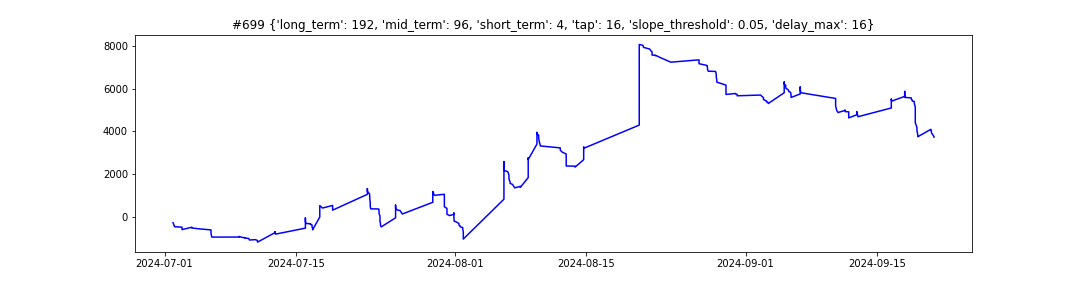 #699 {'long_term': 192, 'mid_term': 96, 'short_term': 4, 'tap': 16, 'slope_threshold': 0.05, 'delay_max': 16}
8000
6000
4000
2000
0
2024-07-01 2024-07-15 2024-08-01 2024-08-15 2024-09-01 2024-09-15